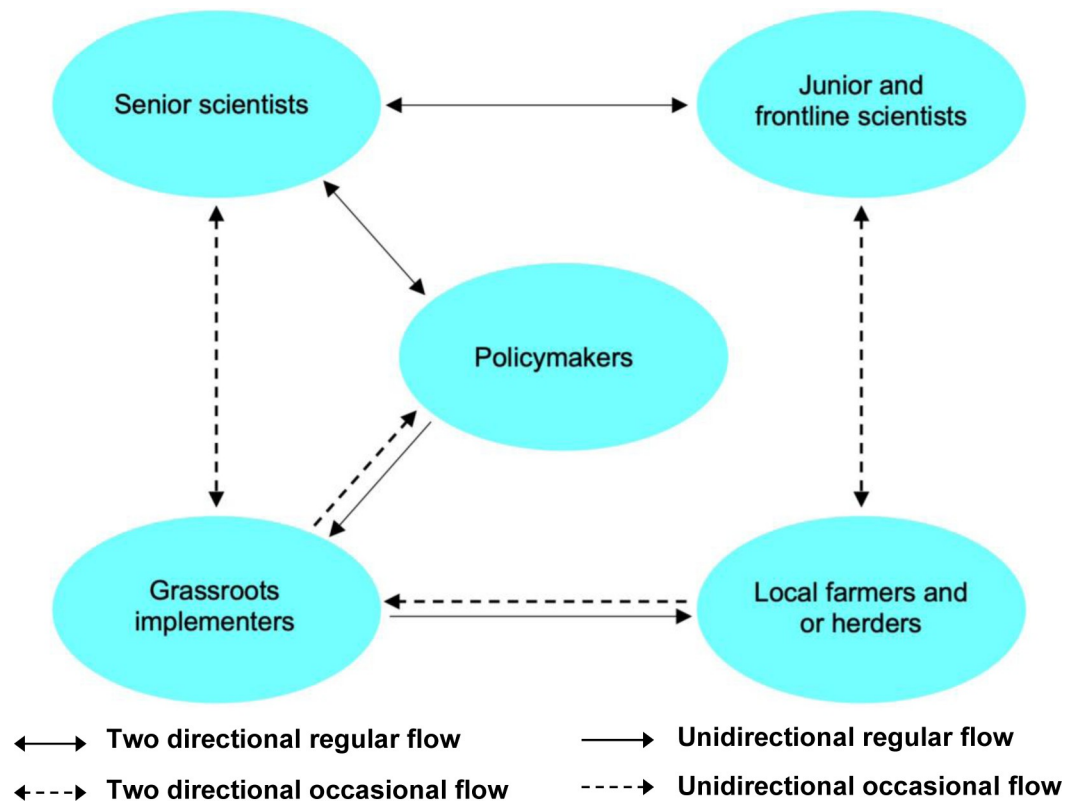 Senior scientists
Junior and
frontline scientists
Policymakers
Grassroots
implementers
Local farmers and
or herders
Two directional regular flow
Unidirectional regular flow
Two directional occasional flow
Unidirectional occasional flow